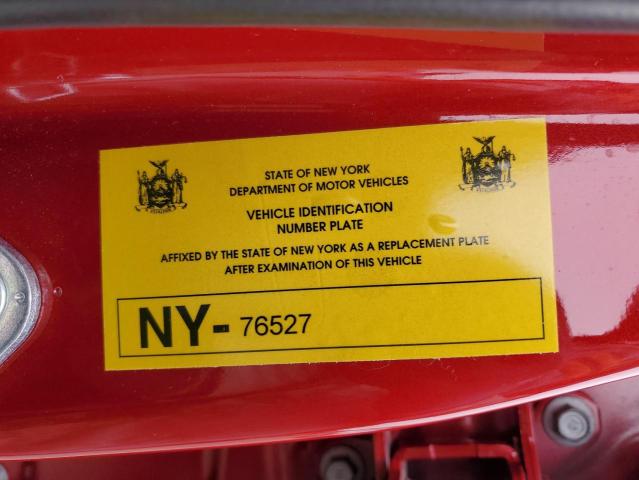 STATE OF NEW YORK
DEPARTMENT OF MOTOR VEHICLES
VEHICLE IDENTIFICATION
NUMBER PLATE
AFFIXED BY THE STATE OF NEW YORK AS A REPLACEMENT PLATE
AFTER EXAMINATION OF THIS VEHICLE
NY- 76527